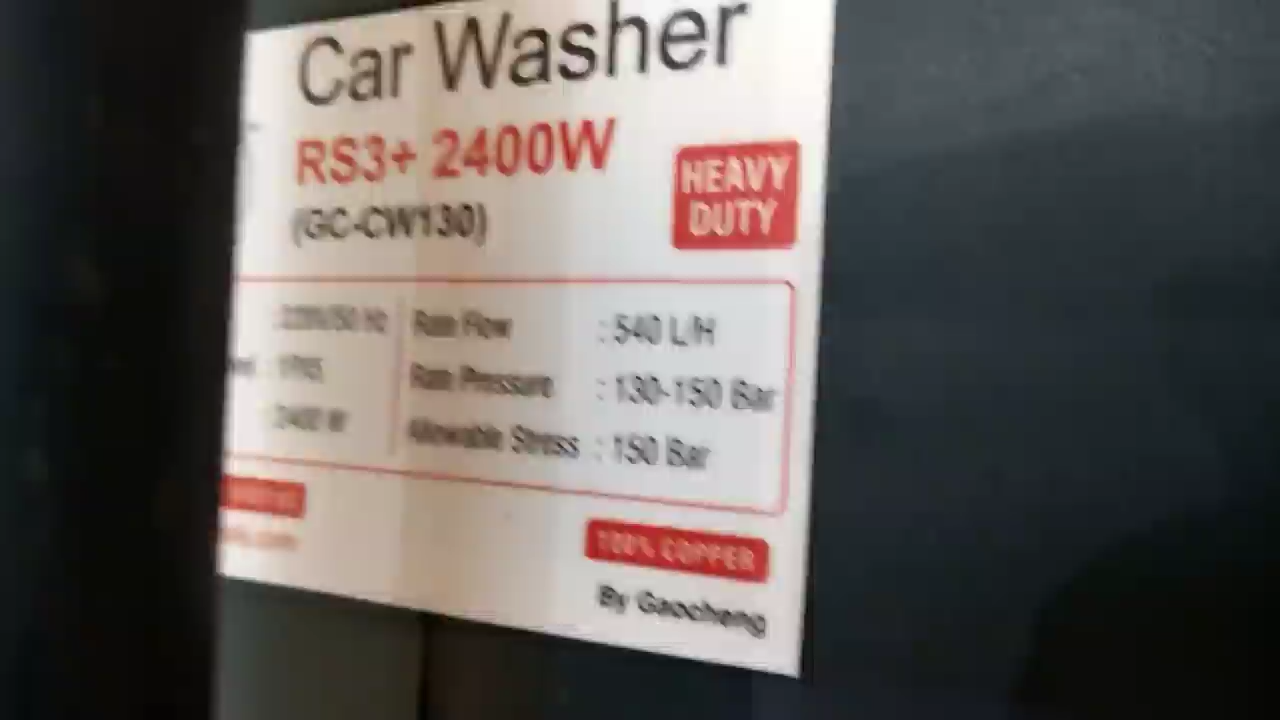 Car Washer
RS3+ 2400W
HEAVY
DUTY
(GC-CW130)
Rate Flow : 540 L/H
Rate Pressure : 130-150 Bar
2400 W
Allowable Stress : 150 Bar
100% COPPER
By Gaocheng